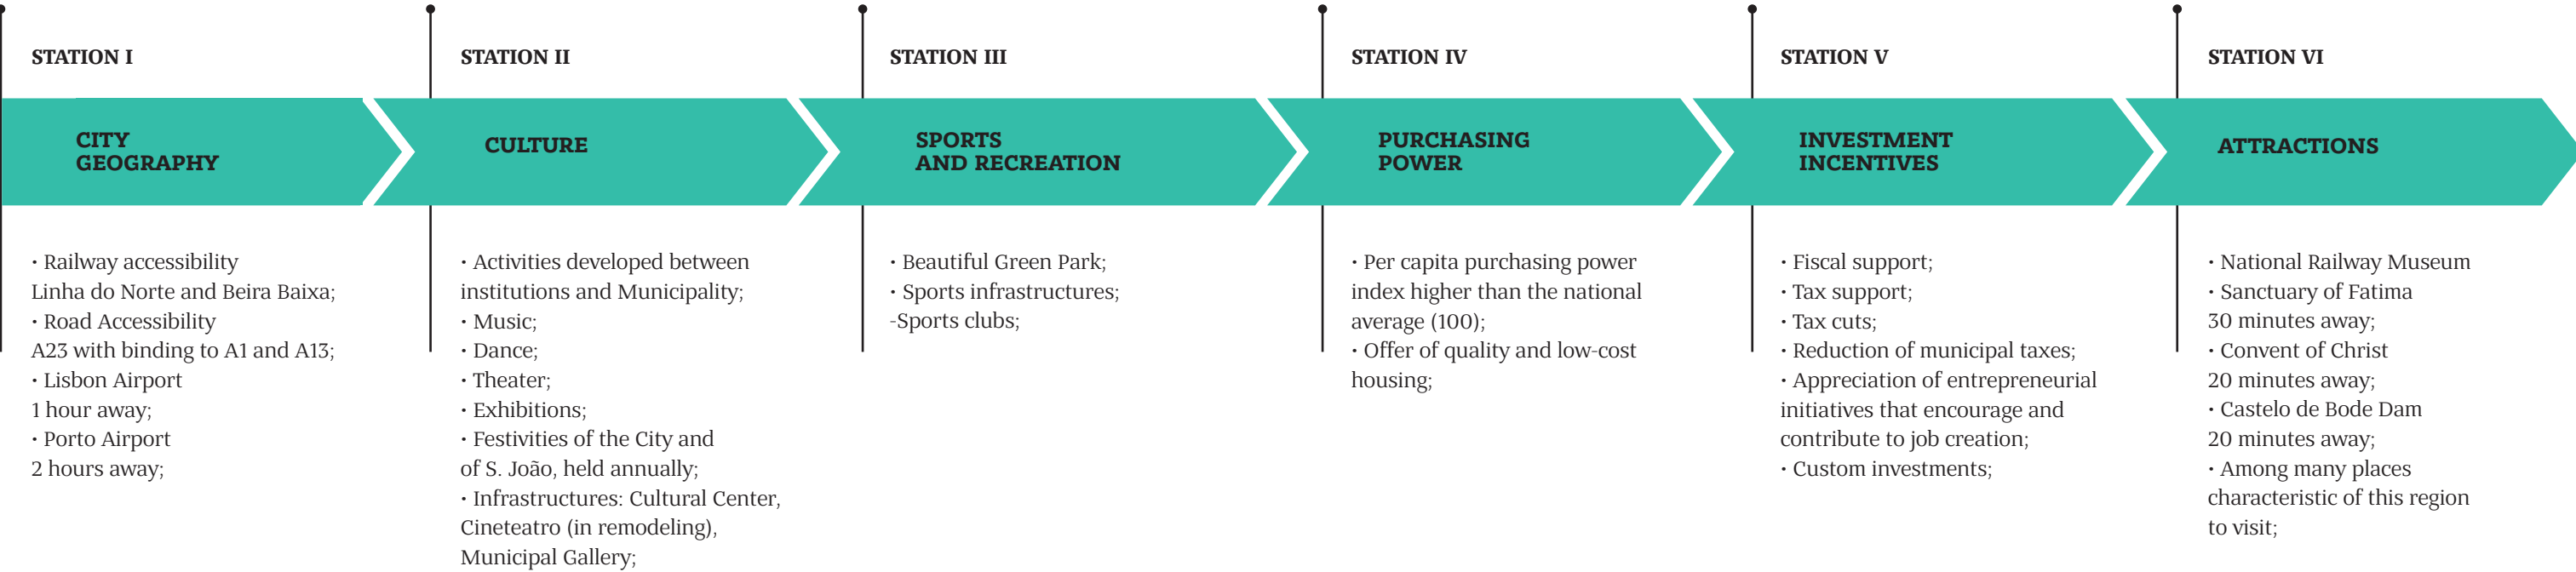 STATION I
CITY
GEOGRAPHY
• Railway accessibility
Linha do Norte and Beira Baixa;
• Road Accessibility
A23 with binding to A1 and A13;
• Lisbon Airport
1 hour away;
• Porto Airport
2 hours away;
STATION II
CULTURE
• Activities developed between
institutions and Municipality;
• Music;
• Dance;
• Theater;
• Exhibitions;
• Festivities of the City and
of S. João, held annually;
• Infrastructures: Cultural Center,
Cineteatro (in remodeling),
Municipal Gallery;
STATION III
SPORTS
AND RECREATION
• Beautiful Green Park;
• Sports infrastructures;
-Sports clubs;
STATION IV
PURCHASING
POWER
• Per capita purchasing power
index higher than the national
average (100);
• Offer of quality and low-cost
housing;
STATION V
INVESTMENT
INCENTIVES
• Fiscal support;
• Tax support;
• Tax cuts;
• Reduction of municipal taxes;
• Appreciation of entrepreneurial
initiatives that encourage and
contribute to job creation;
• Custom investments;
STATION VI
ATTRACTIONS
• National Railway Museum
• Sanctuary of Fatima
30 minutes away;
• Convent of Christ
20 minutes away;
• Castelo de Bode Dam
20 minutes away;
• Among many places
characteristic of this region
to visit;